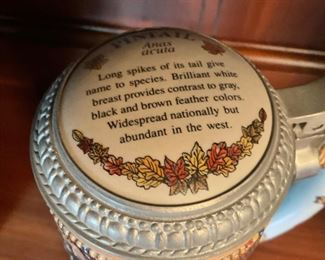 PINTAIL
Anas
acuta
Long spikes of its tail give
name to species. Brilliant white
breast provides contrast to gray,
black and brown feather colors.
Widespread nationally but
abundant in the west.